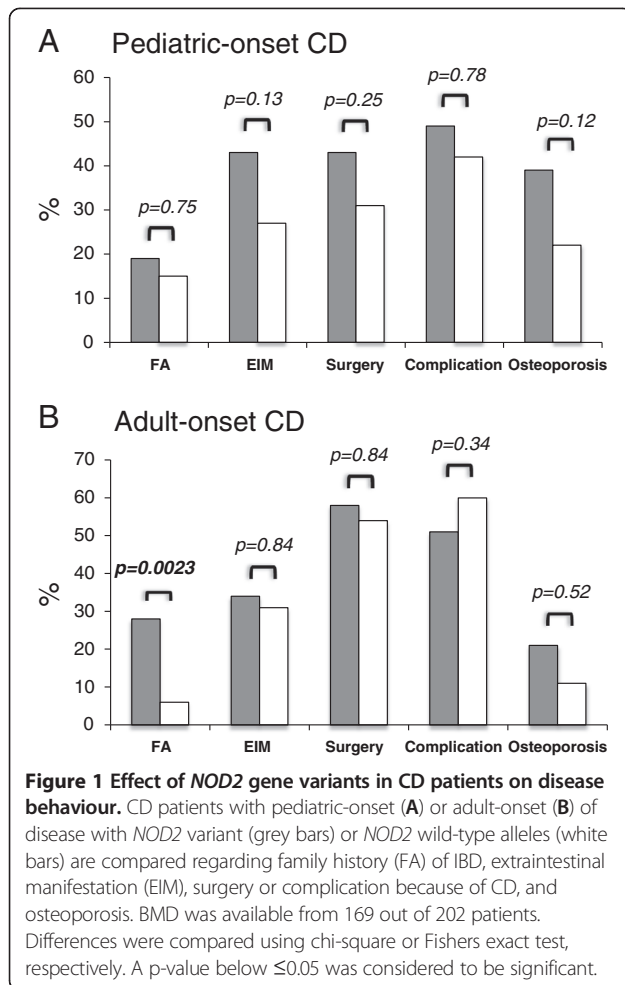 A Pediatric-onset CD
60
50
40
30
20
10
0
%
p=0.75
p=0.13
p=0.25
p=0.78
p=0.12
FA EIM Surgery Complication Osteoporosis
B Adult-onset CD
70
60
50
40
30
20
10
0
%
p=0.0023
p=0.84
p=0.84
p=0.34
p=0.52
FA EIM Surgery Complication Osteoporosis
Figure 1 Effect of NOD2 gene variants in CD patients on disease
behaviour. CD patients with pediatric-onset (A) or adult-onset (B) of
disease with NOD2 variant (grey bars) or NOD2 wild-type alleles (white
bars) are compared regarding family history (FA) of IBD, extraintestinal
manifestation (EIM), surgery or complication because of CD, and
osteoporosis. BMD was available from 169 out of 202 patients.
Differences were compared using chi-square or Fishers exact test,
respectively. A p-value below ≤0.05 was considered to be significant.